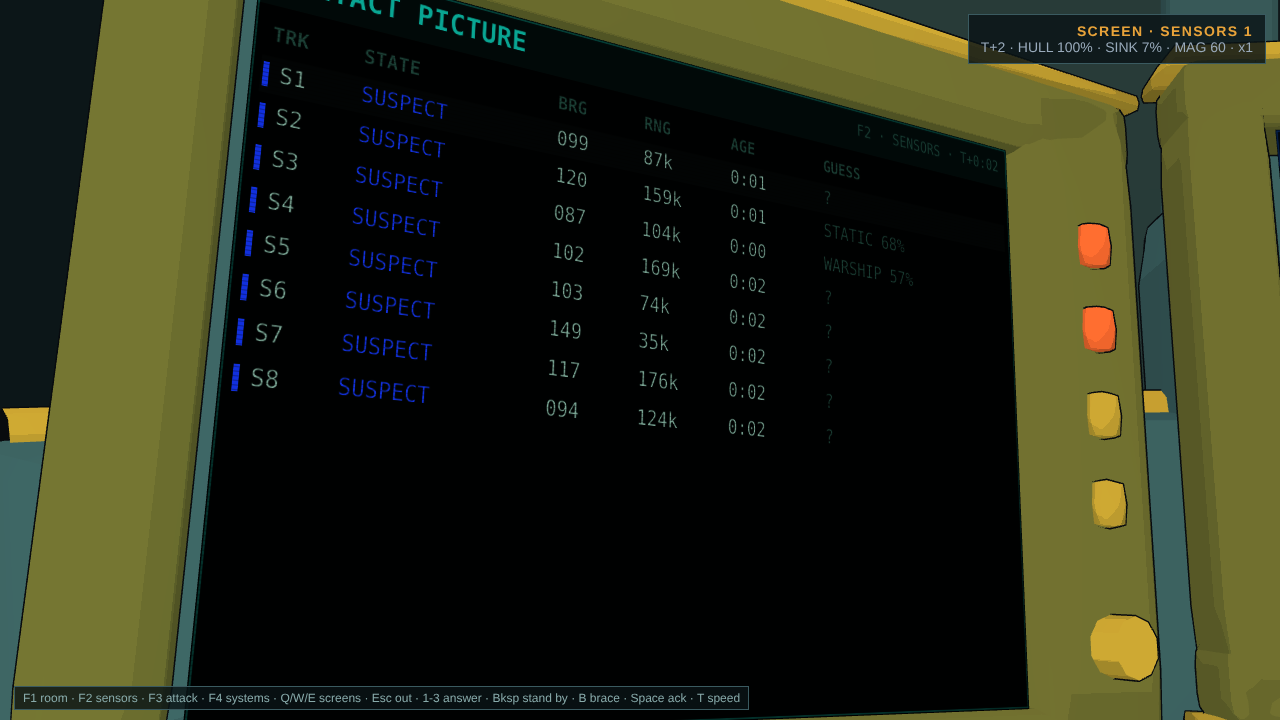 TACT PICTURE
F2 · SENSORS · T+0:02
TRK STATE BRG RNG AGE GUESS
S1 SUSPECT 099 87k 0:01 ?
S2 SUSPECT 120 159k 0:01 STATIC 68%
S3 SUSPECT 087 104k 0:00 WARSHIP 57%
S4 SUSPECT 102 169k 0:02 ?
S5 SUSPECT 103 74k 0:02 ?
S6 SUSPECT 149 35k 0:02 ?
S7 SUSPECT 117 176k 0:02 ?
S8 SUSPECT 094 124k 0:02 ?
SCREEN · SENSORS 1
T+2 · HULL 100% · SINK 7% · MAG 60 · x1
F1 room · F2 sensors · F3 attack · F4 systems · Q/W/E screens · Esc out · 1-3 answer · Bksp stand by · B brace · Space ack · T speed